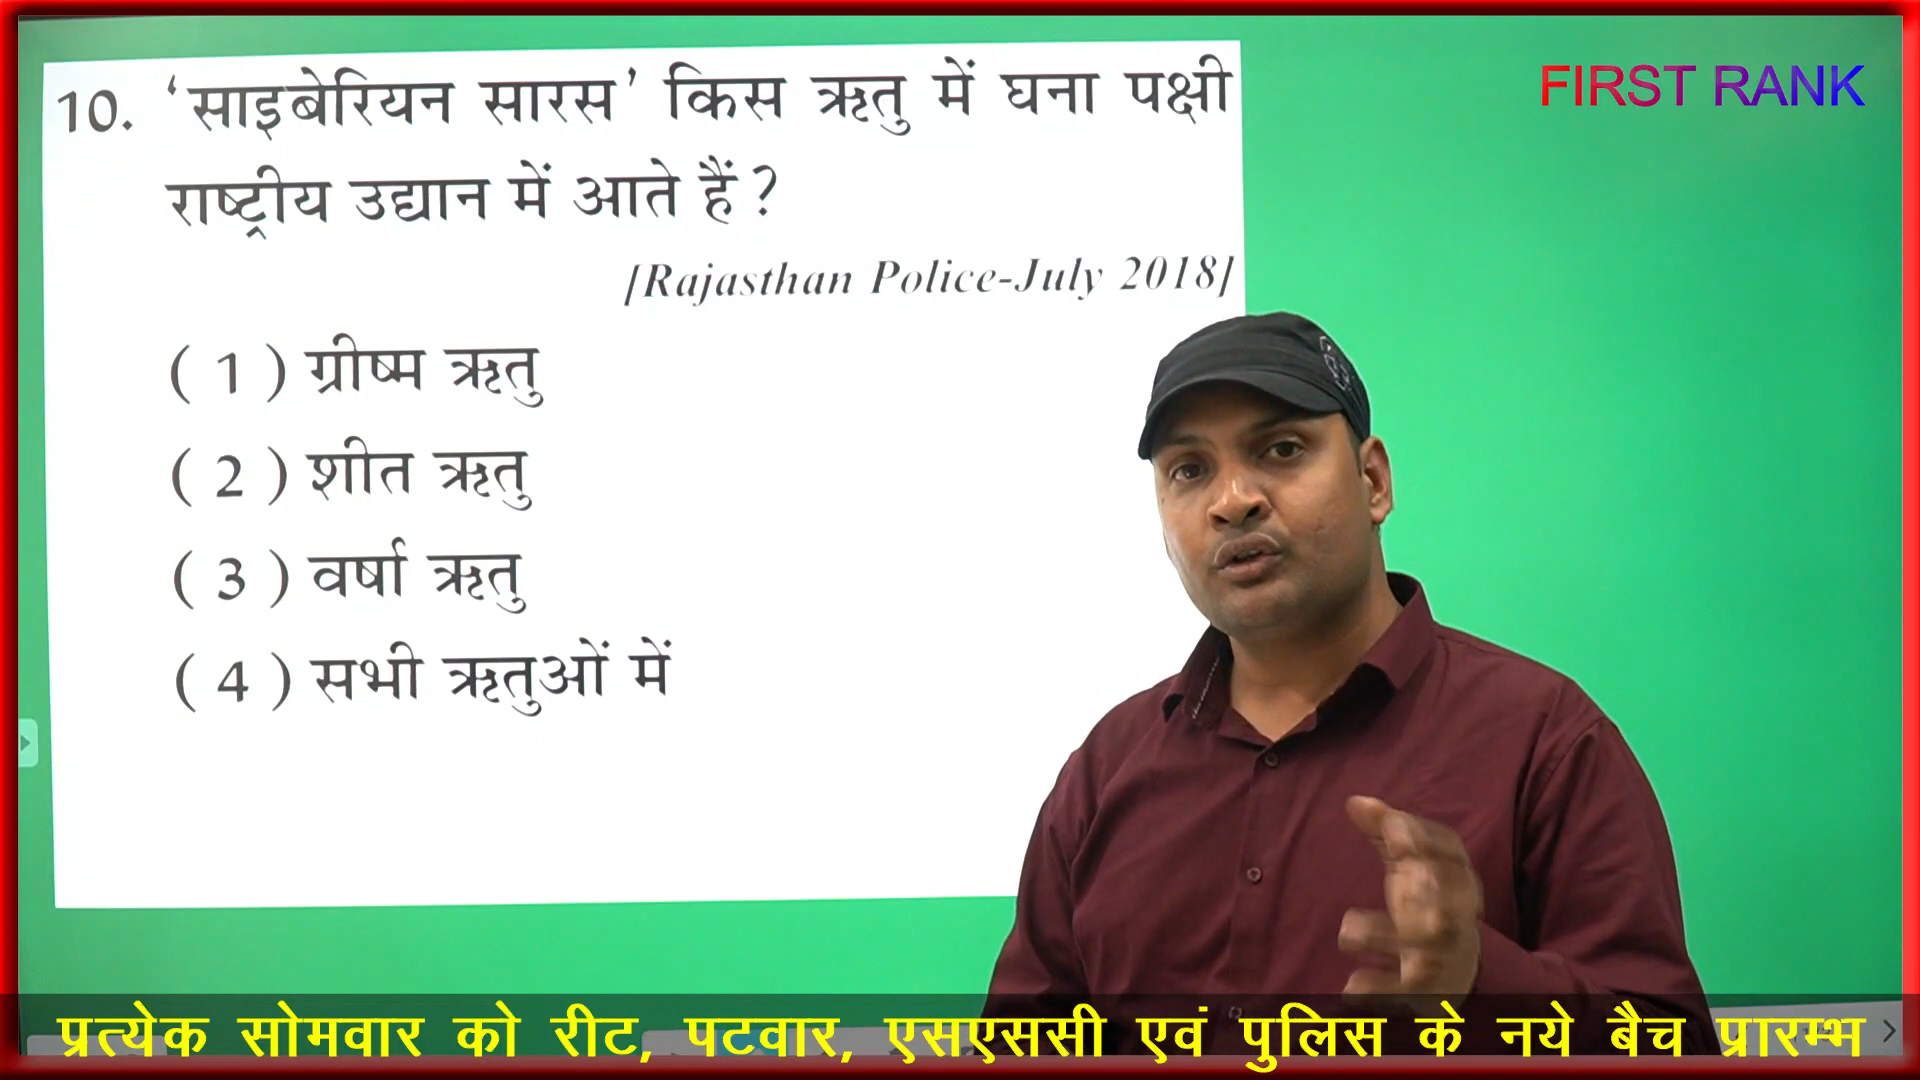 FIRST RANK
10. ‘साइबेरियन सारस’ किस ऋतु में घना पक्षी
राष्ट्रीय उद्यान में आते हैं?
[Rajasthan Police-July 2018]
(1) ग्रीष्म ऋतु
(2) शीत ऋतु
(3) वर्षा ऋतु
(4) सभी ऋतुओं में
प्रत्येक सोमवार को रीट, पटवार, एसएससी एवं पुलिस के नये बैच प्रारम्भ